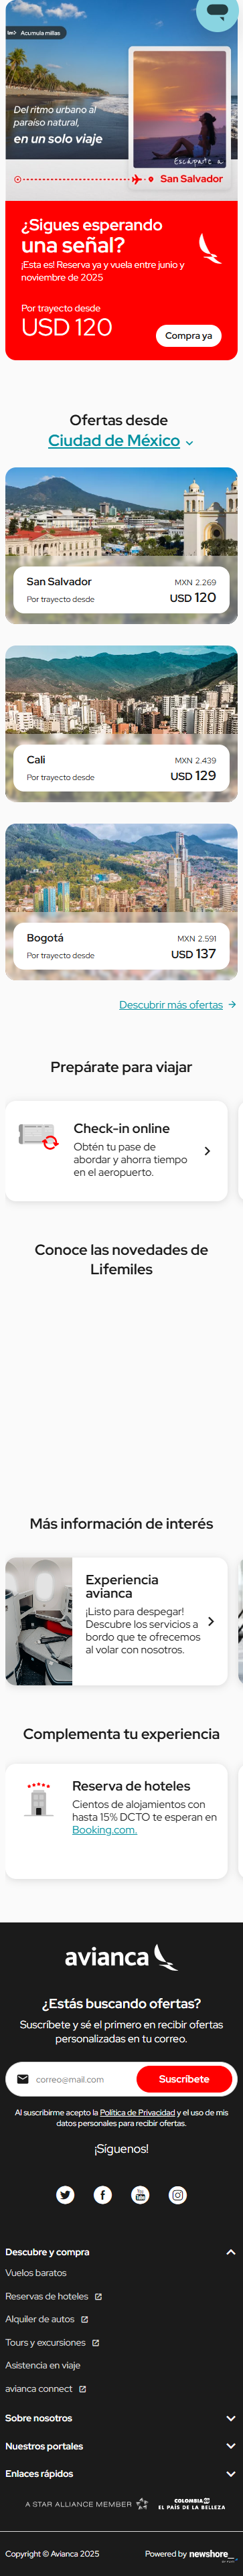 Acumula millas
Del ritmo urbano al
paraíso natural,
en un solo viaje
Escápate a
San Salvador
¿Sigues esperando
una señal?
¡Esta es! Reserva ya y vuela entre junio y
noviembre de 2025
Por trayecto desde
USD 120
Compra ya
Ofertas desde
Ciudad de México
San Salvador
MXN 2.269
Por trayecto desde
USD 120
Cali
MXN 2.439
Por trayecto desde
USD 129
Bogotá
MXN 2.591
Por trayecto desde
USD 137
Descubrir más ofertas
Prepárate para viajar
Check-in online
Obtén tu pase de
abordar y ahorra tiempo
en el aeropuerto.
Conoce las novedades de
Lifemiles
Más información de interés
Experiencia
avianca
¡Listo para despegar!
Descubre los servicios a
bordo que te ofrecemos
al volar con nosotros.
Complementa tu experiencia
Reserva de hoteles
Cientos de alojamientos con
hasta 15% DCTO te esperan en
Booking.com.
avianca
¿Estás buscando ofertas?
Suscríbete y sé el primero en recibir ofertas
personalizadas en tu correo.
correo@mail.com
Suscríbete
Al suscribirme acepto la Política de Privacidad y el uso de mis
datos personales para recibir ofertas.
¡Síguenos!
Descubre y compra
Vuelos baratos
Reservas de hoteles
Alquiler de autos
Tours y excursiones
Asistencia en viaje
avianca connect
Sobre nosotros
Nuestros portales
Enlaces rápidos
A STAR ALLIANCE MEMBER
COLOMBIA
EL PAÍS DE LA BELLEZA
Copyright © Avianca 2025
Powered by newshore_